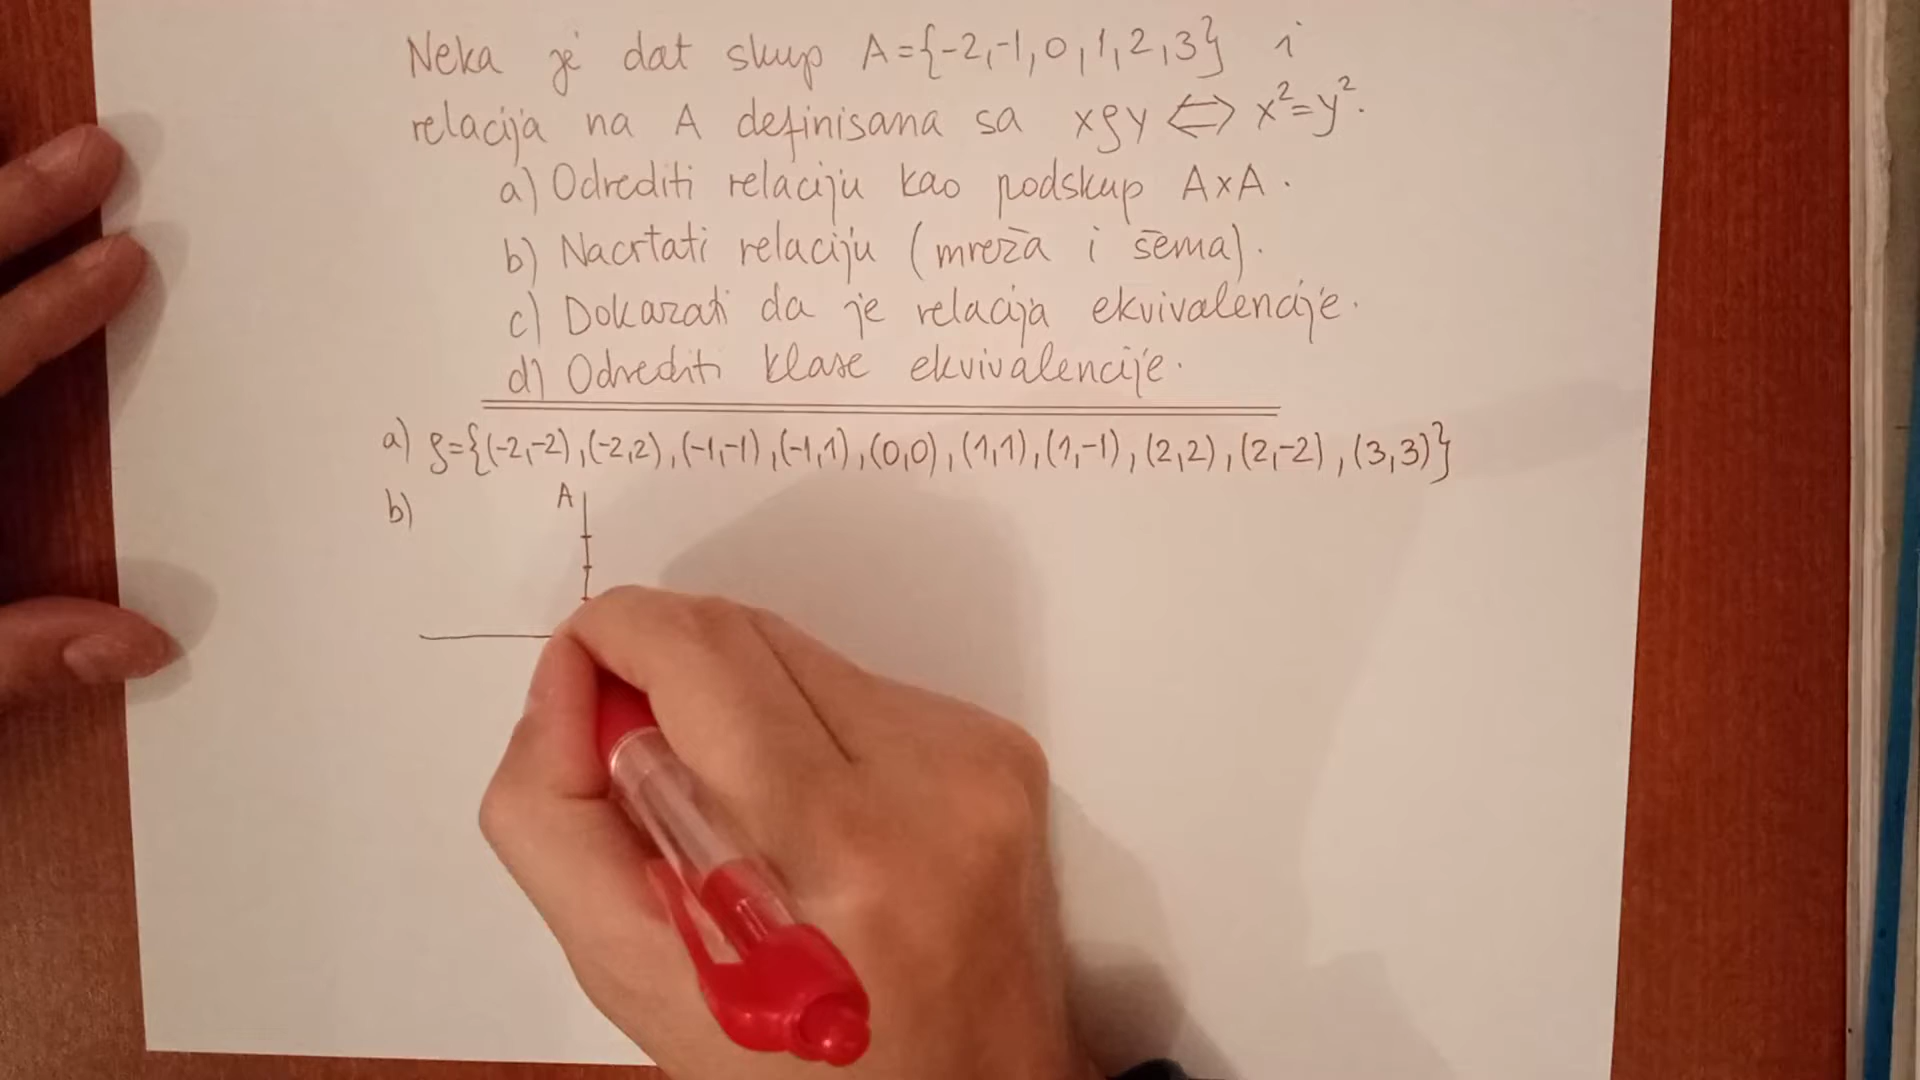 Neka je dat skup A={-2,-1,0,1,2,3} i
relacija na A definisana sa xρy ⇔ x²=y².
a) Odrediti relaciju kao podskup A×A.
b) Nacrtati relaciju (mreža i šema).
c) Dokazati da je relacija ekvivalencije.
d) Odrediti klase ekvivalencije.
a) ρ={(-2,-2),(-2,2),(-1,-1),(-1,1),(0,0),(1,1),(1,-1),(2,2),(2,-2),(3,3)}
b) A